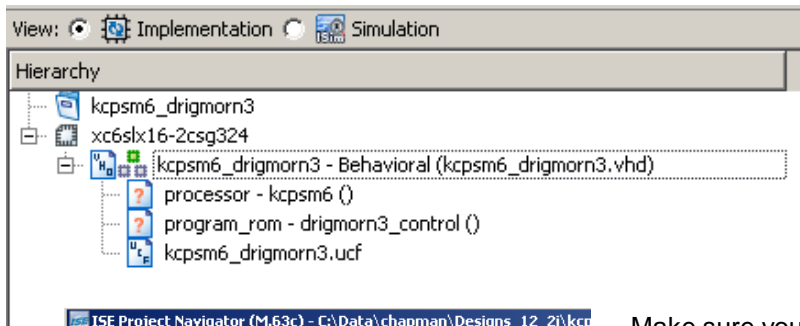 View: Implementation Simulation
Hierarchy
kcpsm6_drigmorn3
xc6slx16-2csg324
kcpsm6_drigmorn3 - Behavioral (kcpsm6_drigmorn3.vhd)
processor - kcpsm6 ()
program_rom - drigmorn3_control ()
kcpsm6_drigmorn3.ucf
ISE Project Navigator (M.63c) - C:\Data\chapman\Designs_12_2i\kcp
Make sure you